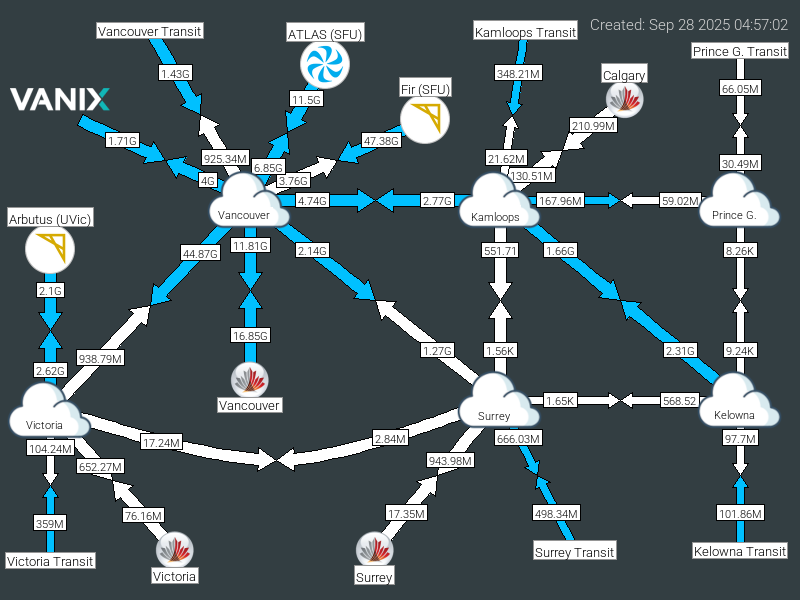 Created: Sep 28 2025 04:57:02
Vancouver Transit
ATLAS (SFU)
Kamloops Transit
Prince G. Transit
1.43G
348.21M
Calgary
66.05M
VANIX
11.5G
Fir (SFU)
210.99M
1.71G
47.38G
925.34M
21.62M
30.49M
6.85G
3.76G
4G
130.51M
4.74G
2.77G
167.96M
59.02M
Vancouver
Kamloops
Prince G.
Arbutus (UVic)
44.87G
11.81G
2.14G
551.71
1.66G
8.26K
2.1G
16.85G
938.79M
1.27G
1.56K
2.31G
9.24K
2.62G
Vancouver
1.65K
568.52
Victoria
Surrey
Kelowna
104.24M
17.24M
2.84M
666.03M
97.7M
652.27M
943.98M
359M
76.16M
17.35M
498.34M
101.86M
Victoria Transit
Victoria
Surrey
Surrey Transit
Kelowna Transit